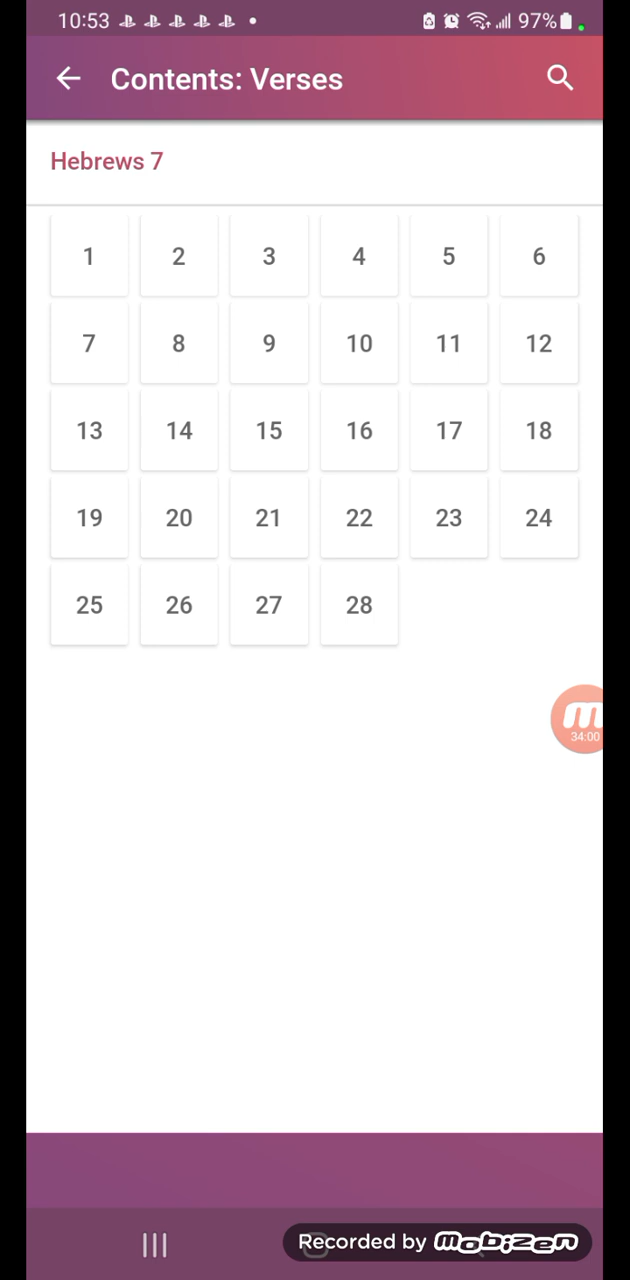 10:53 97%
Contents: Verses
Hebrews 7
1 2 3 4 5 6
7 8 9 10 11 12
13 14 15 16 17 18
19 20 21 22 23 24
25 26 27 28
m
34:00
Recorded by mobizen